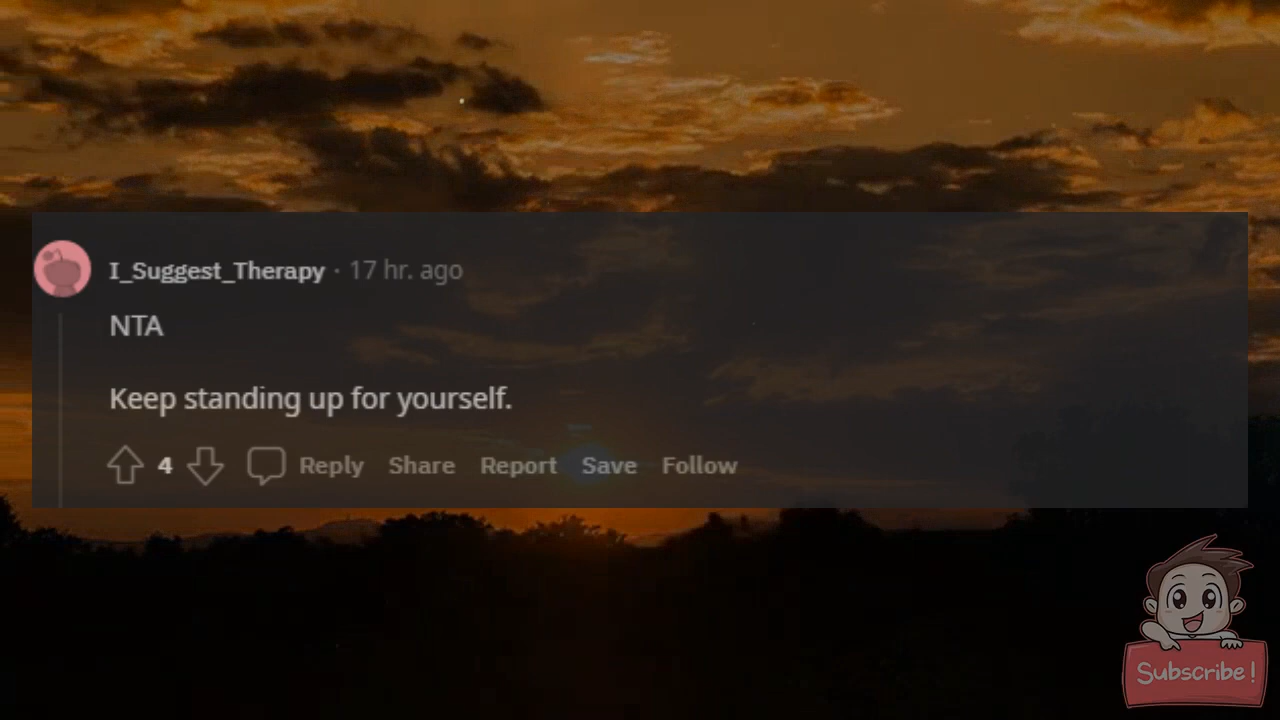 I_Suggest_Therapy · 17 hr. ago
NTA
Keep standing up for yourself.
4 Reply Share Report Save Follow
Subscribe!